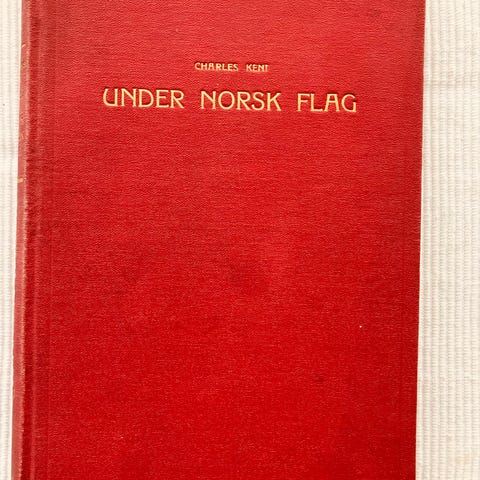 CHARLES KENT
UNDER NORSK FLAG